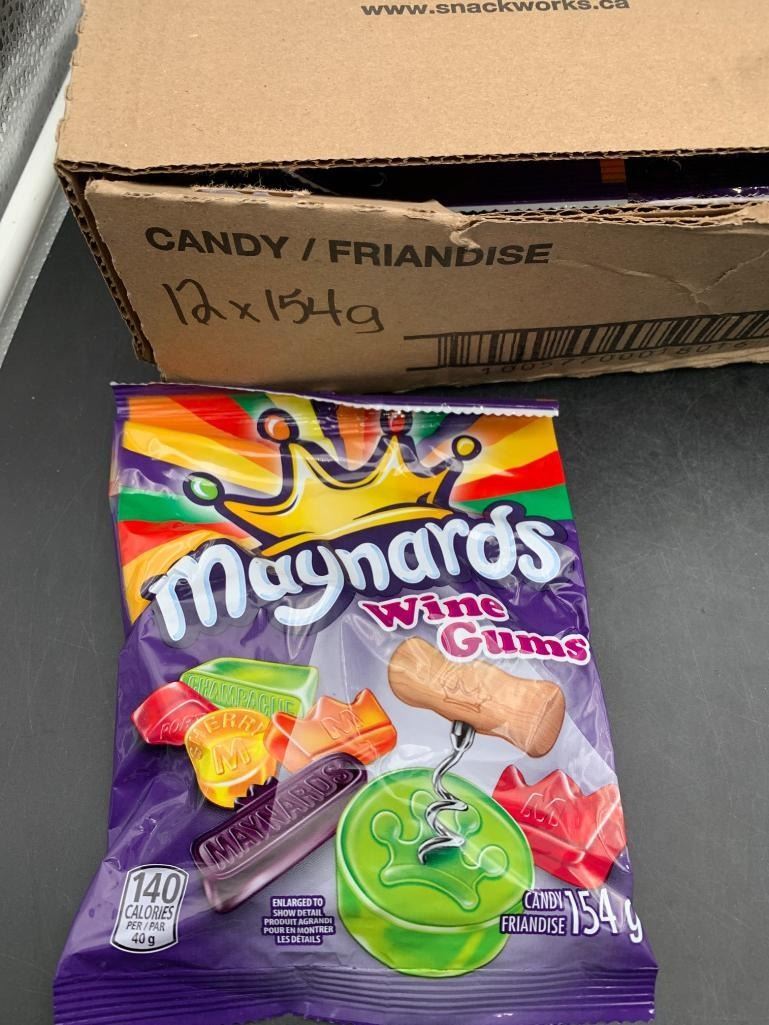 www.snackworks.ca
CANDY / FRIANDISE
12 x 154g
Maynards
Wine
Gums
CHAMPAGNE
SHERRY
M
M
MAYNARDS
M
140
CALORIES
PER / PAR
40 g
ENLARGED TO
SHOW DETAIL
PRODUIT AGRANDI
POUR EN MONTRER
LES DÉTAILS
CANDY
FRIANDISE
154 g